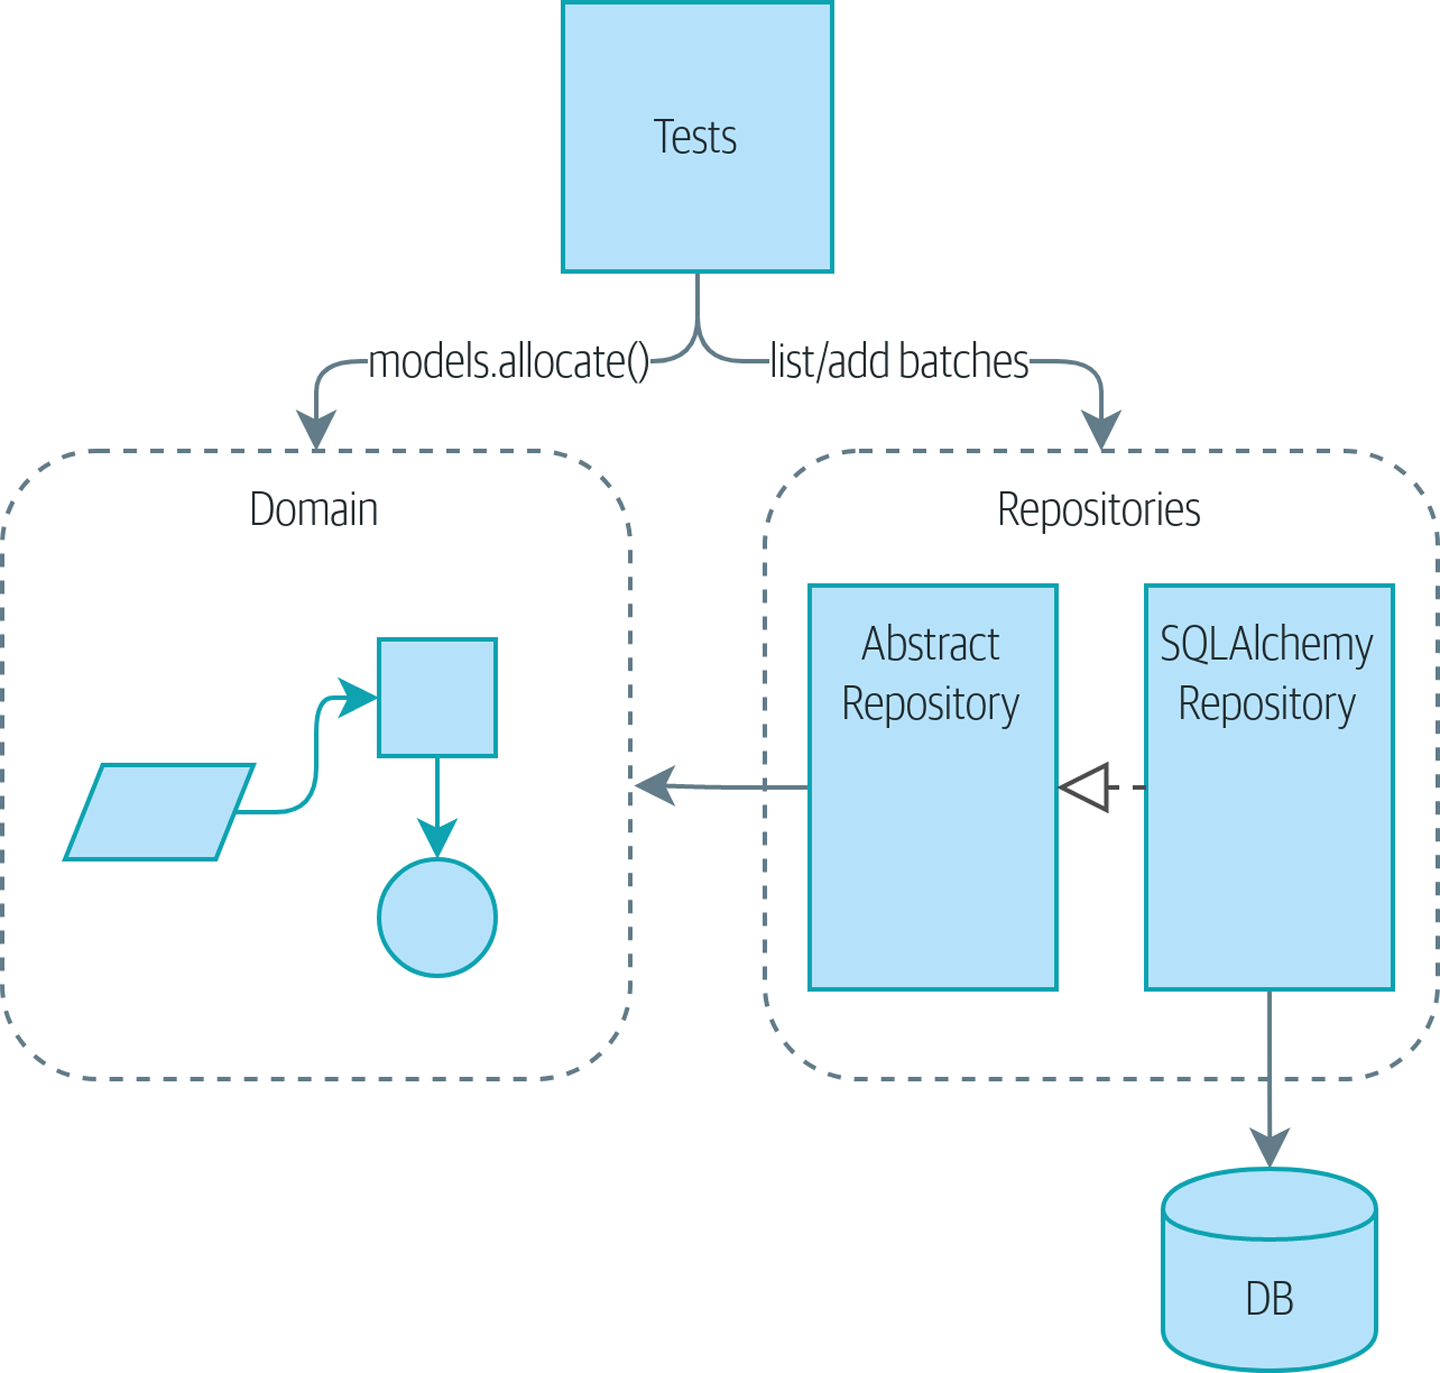 Tests
models.allocate()
list/add batches
Domain
Repositories
Abstract
Repository
SQLAlchemy
Repository
DB